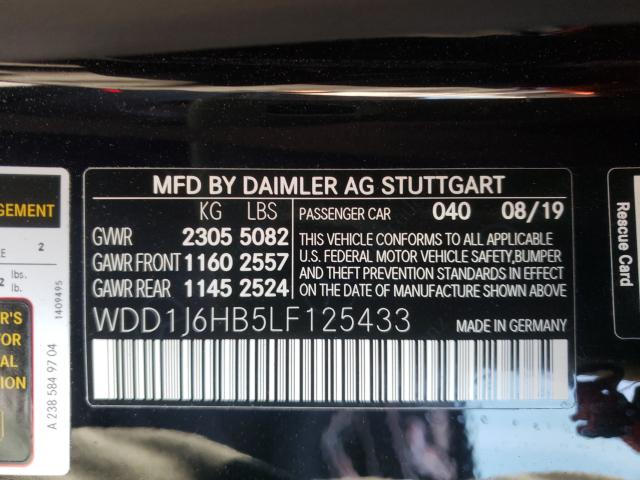 MFD BY DAIMLER AG STUTTGART
KG LBS
GVWR 2305 5082
GAWR FRONT 1160 2557
GAWR REAR 1145 2524
PASSENGER CAR 040 08/19
THIS VEHICLE CONFORMS TO ALL APPLICABLE
U.S. FEDERAL MOTOR VEHICLE SAFETY,BUMPER
AND THEFT PREVENTION STANDARDS IN EFFECT
ON THE DATE OF MANUFACTURE SHOWN ABOVE
WDD1J6HB5LF125433
MADE IN GERMANY
GEMENT
2
lbs.
lb.
1409495
A 238 584 97 04
Rescue Card